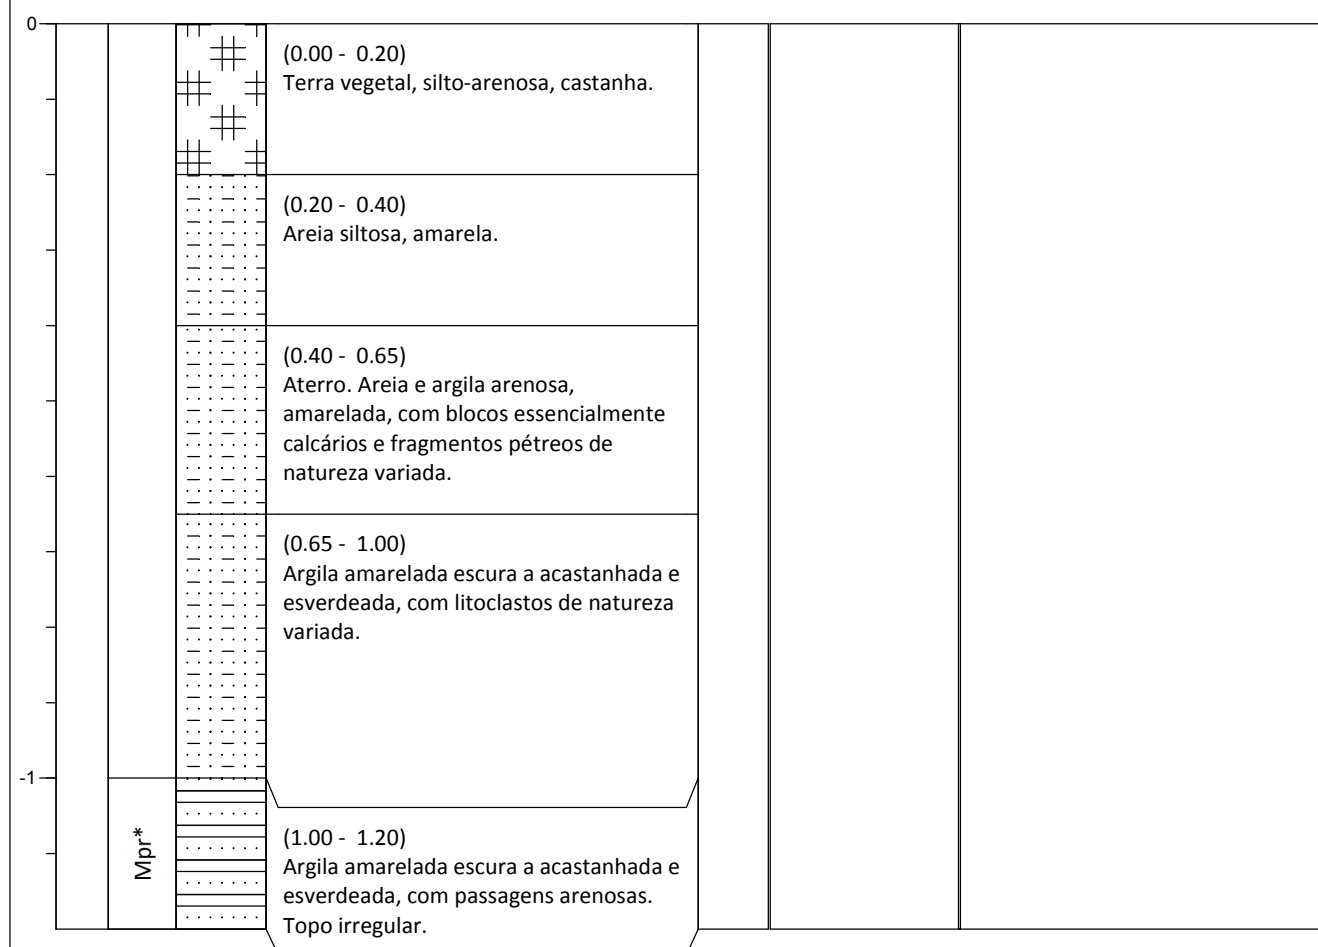 0
(0.00 - 0.20)
Terra vegetal, silto-arenosa, castanha.
(0.20 - 0.40)
Areia siltosa, amarela.
(0.40 - 0.65)
Aterro. Areia e argila arenosa,
amarelada, com blocos essencialmente
calcários e fragmentos pétreos de
natureza variada.
(0.65 - 1.00)
Argila amarelada escura a acastanhada e
esverdeada, com litoclastos de natureza
variada.
-1
Mpr*
(1.00 - 1.20)
Argila amarelada escura a acastanhada e
esverdeada, com passagens arenosas.
Topo irregular.